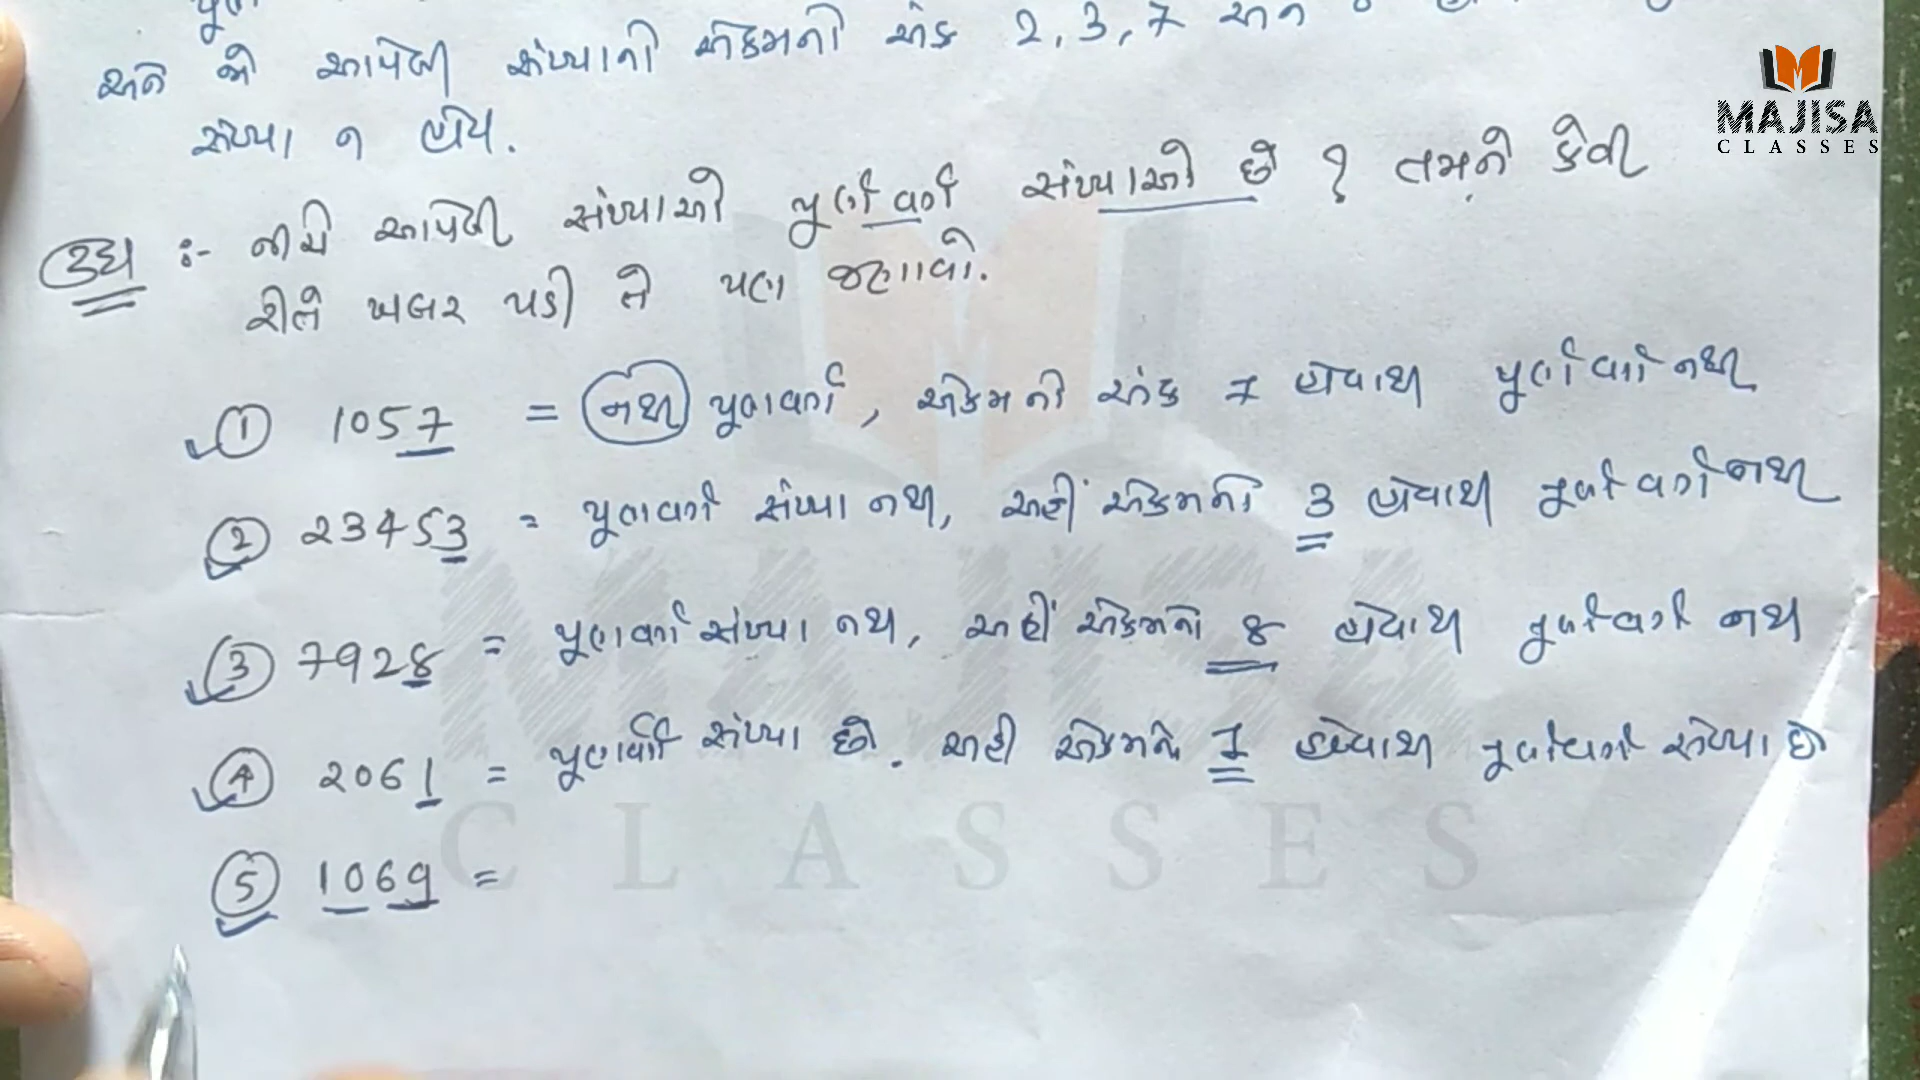 અને જો આપેલી સંખ્યાનો એકમનો અંક 2, 3, 7 અને
સંખ્યા ન હોય.
MAJISA
CLASSES
ઉદા :- નીચે આપેલી સંખ્યાઓ પૂર્ણવર્ગ સંખ્યાઓ છે ? તમને કેવી
રીતે ખબર પડી તે પણ જણાવો.
① 1057 = નથી પૂર્ણવર્ગ, એકમનો અંક 7 હોવાથી પૂર્ણવર્ગ નથી
② 23453 = પૂર્ણવર્ગ સંખ્યા નથી, અહીં એકમનો 3 હોવાથી પૂર્ણવર્ગ નથી
③ 7928 = પૂર્ણવર્ગ સંખ્યા નથી, અહીં એકમનો 8 હોવાથી પૂર્ણવર્ગ નથી
④ 2061 = પૂર્ણવર્ગ સંખ્યા છે. અહી એકમનો 1 હોવાથી પૂર્ણવર્ગ સંખ્યા છે
⑤ 1069 =
MAJISA
CLASSES